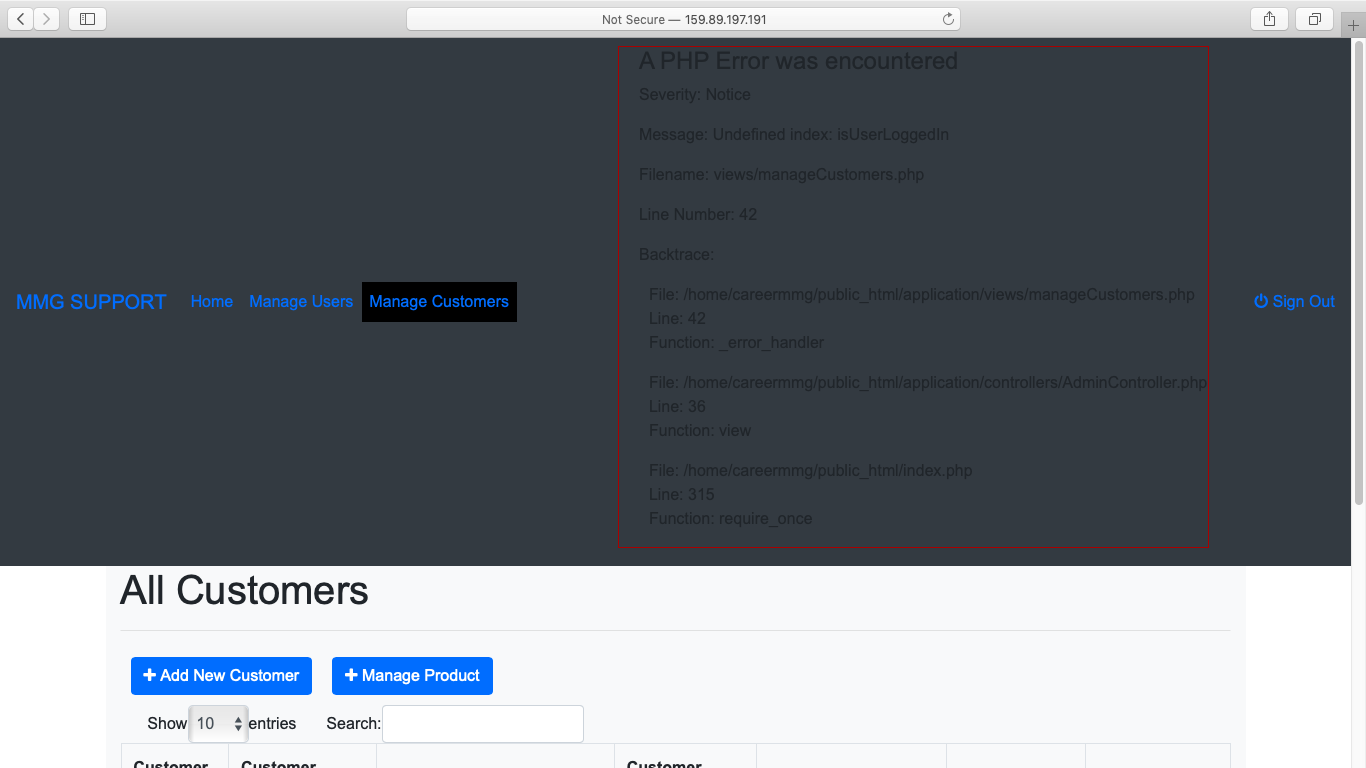 Not Secure — 159.89.197.191
A PHP Error was encountered
Severity: Notice
Message: Undefined index: isUserLoggedIn
Filename: views/manageCustomers.php
Line Number: 42
Backtrace:
File: /home/careermmg/public_html/application/views/manageCustomers.php
Line: 42
Function: _error_handler
File: /home/careermmg/public_html/application/controllers/AdminController.php
Line: 36
Function: view
File: /home/careermmg/public_html/index.php
Line: 315
Function: require_once
MMG SUPPORT Home Manage Users Manage Customers
Sign Out
All Customers
Add New Customer Manage Product
Show 10 entries Search:
Customer Customer Customer